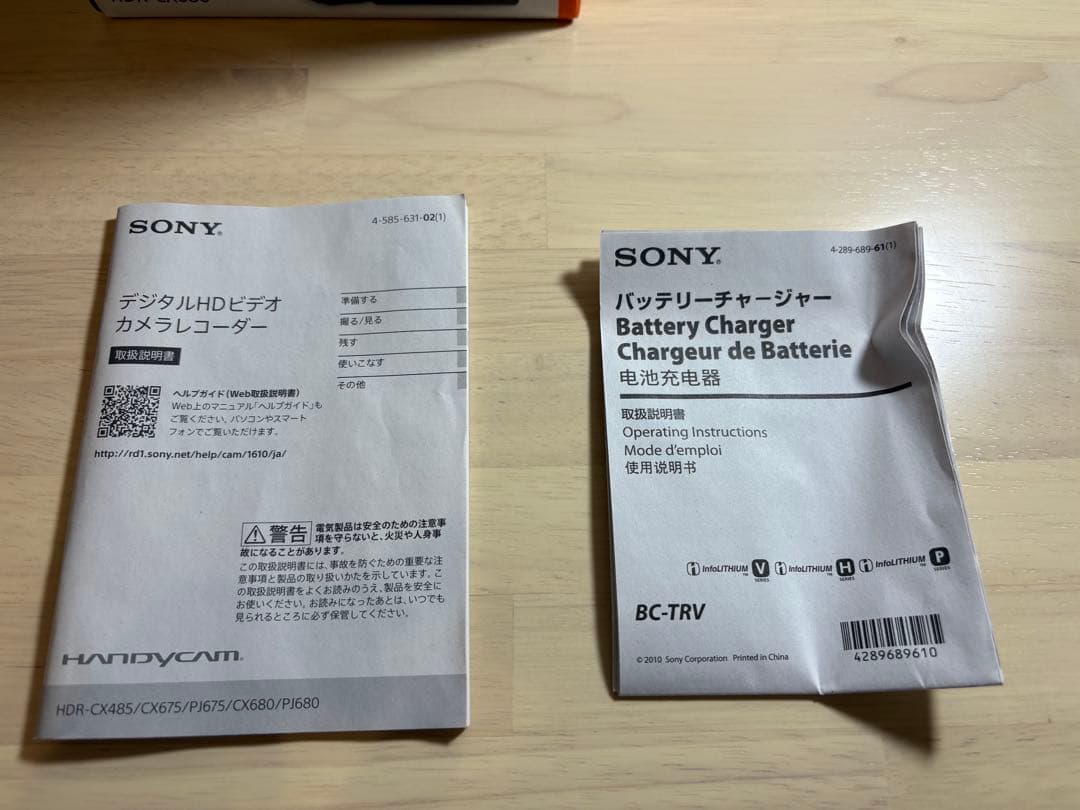 HDR-CX680
SONY®
4-585-631-02(1)
デジタルHDビデオ
カメラレコーダー
取扱説明書
準備する
撮る/見る
残す
使いこなす
その他
ヘルプガイド(Web取扱説明書)
Web上のマニュアル「ヘルプガイド」も
ご覧ください。パソコンやスマート
フォンでご覧いただけます。
http://rd1.sony.net/help/cam/1610/ja/
警告
電気製品は安全のための注意事
項を守らないと、火災や人身事
故になることがあります。
この取扱説明書には、事故を防ぐための重要な注
意事項と製品の取り扱いかたを示しています。こ
の取扱説明書をよくお読みのうえ、製品を安全に
お使いください。お読みになったあとは、いつでも
見られるところに必ず保管してください。
HANDYCAM®
HDR-CX485/CX675/PJ675/CX680/PJ680
SONY®
4-289-689-61(1)
バッテリーチャージャー
Battery Charger
Chargeur de Batterie
电池充电器
取扱説明書
Operating Instructions
Mode d'emploi
使用说明书
InfoLITHIUM™ V SERIES InfoLITHIUM™ H SERIES InfoLITHIUM™ P SERIES
BC-TRV
© 2010 Sony Corporation Printed in China
4289689610